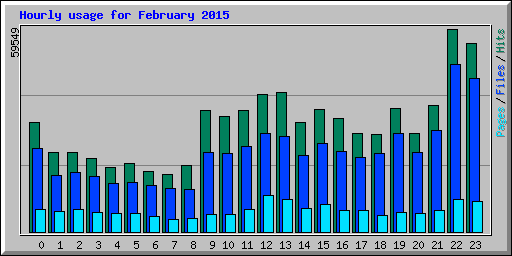 Hourly usage for February 2015
59549
Pages / Files / Hits
0 1 2 3 4 5 6 7 8 9 10 11 12 13 14 15 16 17 18 19 20 21 22 23